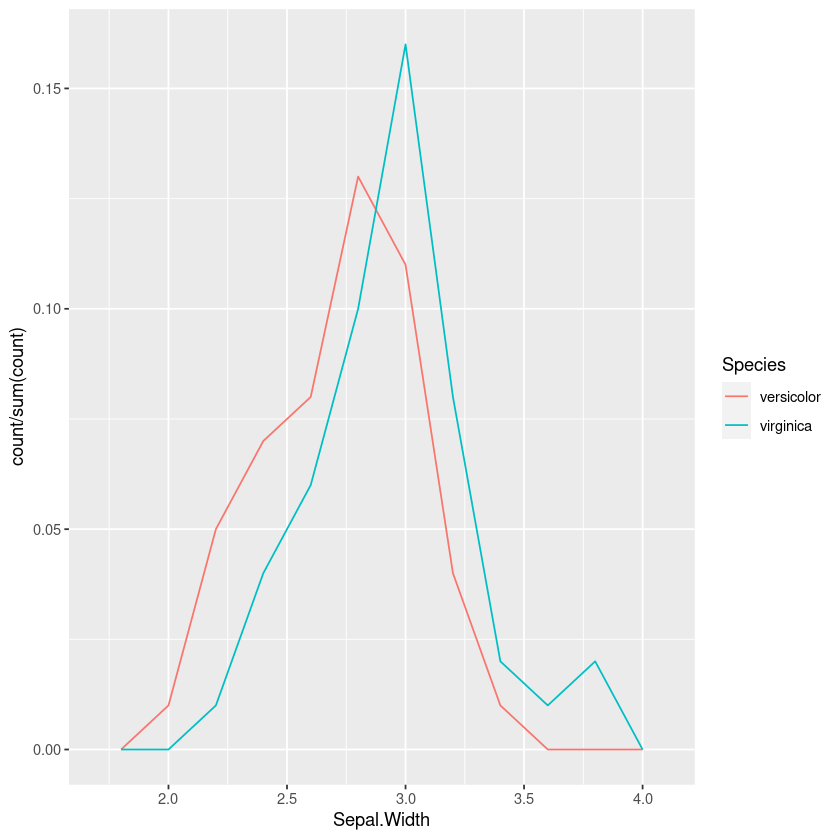 0.15
0.10
0.05
0.00
count/sum(count)
2.0 2.5 3.0 3.5 4.0
Sepal.Width
Species
versicolor
virginica